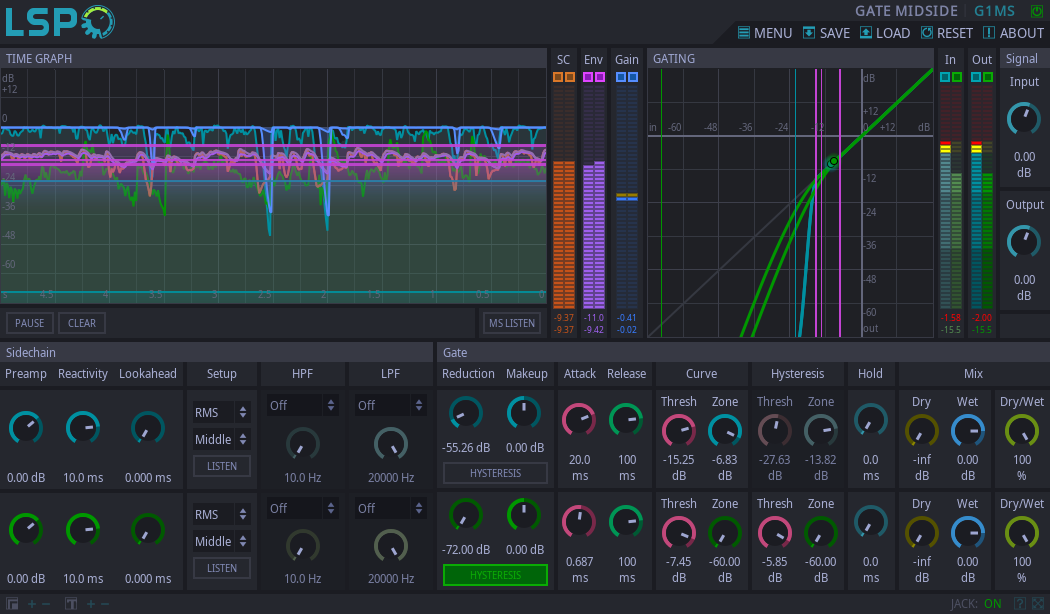 LSP
GATE MIDSIDE G1MS
MENU SAVE LOAD RESET ABOUT
TIME GRAPH
SC Env Gain
GATING
In Out
Signal
dB
+12
0
-24
-36
-48
-60
s 4.5 4 3.5 3 2.5 2 1.5 1 0.5 0
-9.37 -11.0 -0.41
-9.37 -9.42 -0.02
dB
+12
in -60 -48 -36 -24 -12 0 +12 dB
-12
-24
-36
-48
-60
out
-1.58 -2.00
-15.5 -15.5
Input
0.00
dB
Output
0.00
dB
PAUSE CLEAR MS LISTEN
Sidechain Gate
Preamp Reactivity Lookahead Setup HPF LPF Reduction Makeup Attack Release Curve Hysteresis Hold Mix
RMS Off Off Thresh Zone Thresh Zone Dry Wet Dry/Wet
Middle
LISTEN
0.00 dB 10.0 ms 0.000 ms 10.0 Hz 20000 Hz
-55.26 dB 0.00 dB
HYSTERESIS
20.0 ms 100 ms -15.25 dB -6.83 dB -27.63 dB -13.82 dB 0.0 ms -inf dB 0.00 dB 100 %
RMS Off Off Thresh Zone Thresh Zone Dry Wet Dry/Wet
Middle
LISTEN
0.00 dB 10.0 ms 0.000 ms 10.0 Hz 20000 Hz
-72.00 dB 0.00 dB
HYSTERESIS
0.687 ms 100 ms -7.45 dB -60.00 dB -5.85 dB -60.00 dB 0.0 ms -inf dB 0.00 dB 100 %
JACK: ON